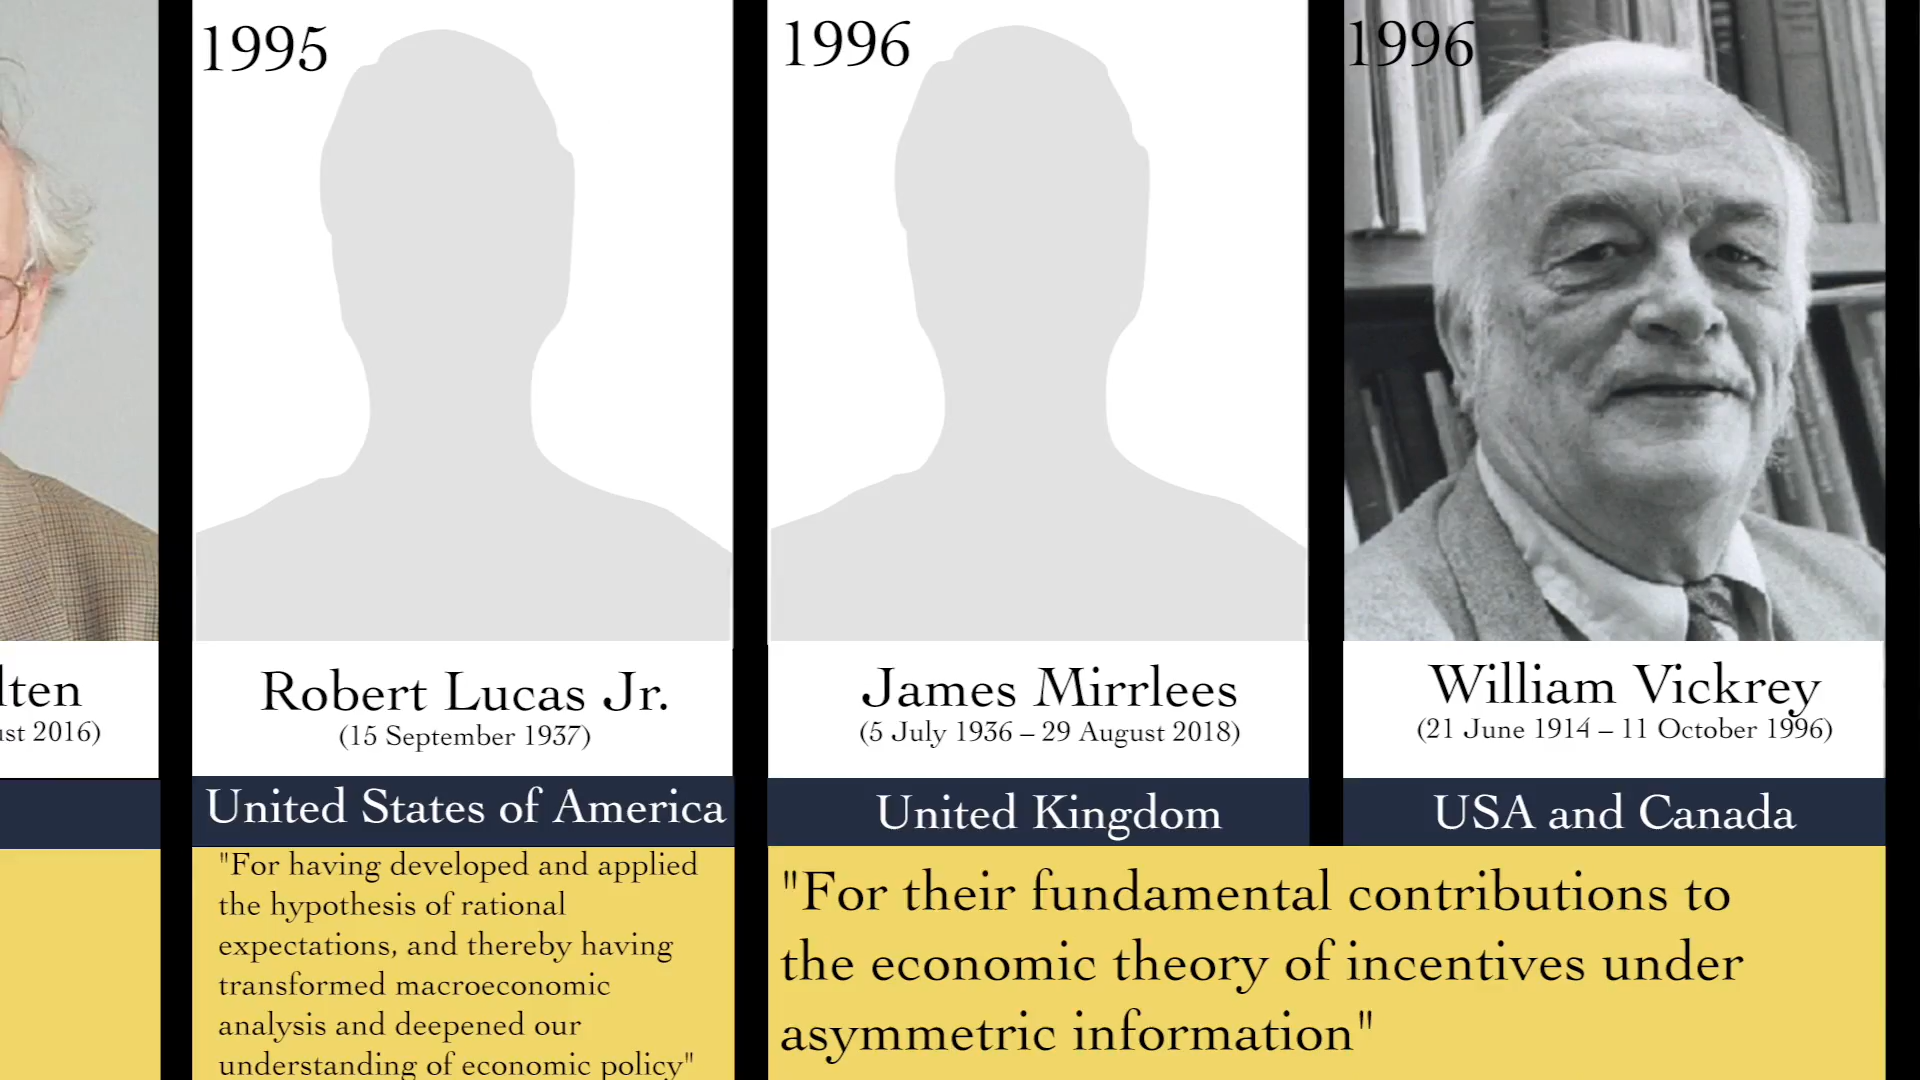 1995
1996
1996
lten
Robert Lucas Jr.
James Mirrlees
William Vickrey
ust 2016)
(15 September 1937)
(5 July 1936 – 29 August 2018)
(21 June 1914 – 11 October 1996)
United States of America
United Kingdom
USA and Canada
"For having developed and applied
the hypothesis of rational
expectations, and thereby having
transformed macroeconomic
analysis and deepened our
understanding of economic policy"
"For their fundamental contributions to
the economic theory of incentives under
asymmetric information"